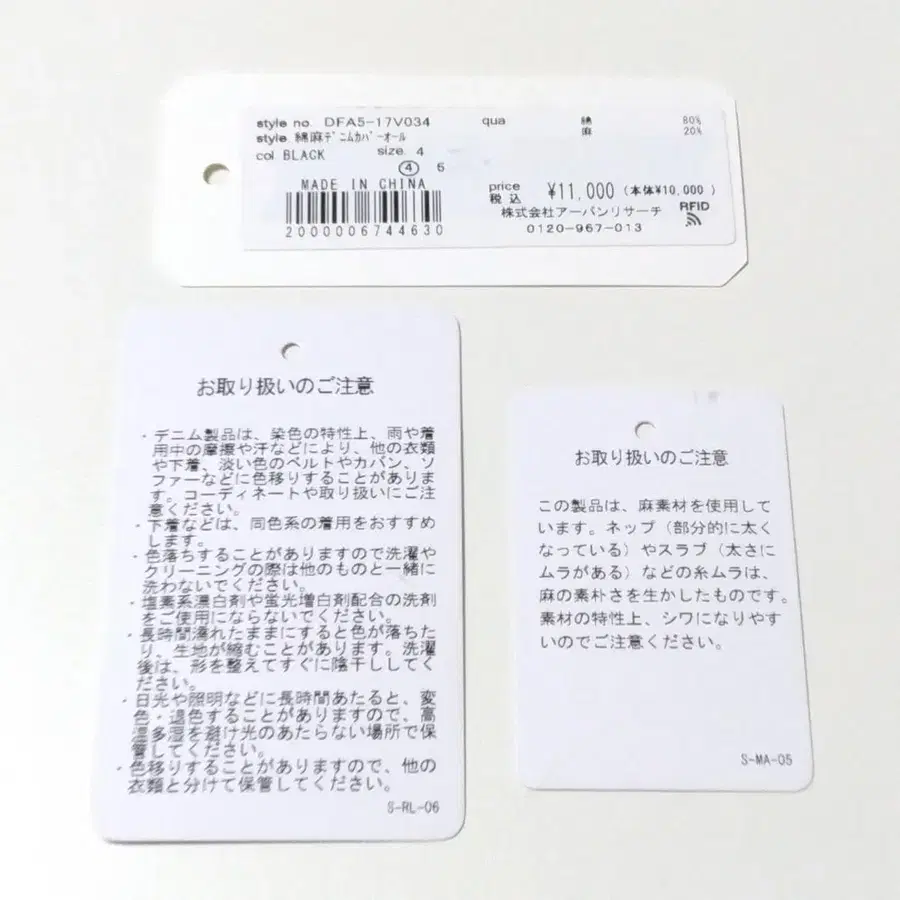 style no. DFA5-17V034
style 綿麻ﾃﾞﾆﾑｶﾊﾞｰオール
col BLACK size 4
④ 5
MADE IN CHINA
2000006744630
qua 綿 80%
麻 20%
price 税込 ¥11,000 (本体¥10,000)
株式会社アーバンリサーチ
0120-967-013
RFID
お取り扱いのご注意
・デニム製品は、染色の特性上、雨や着
用中の摩擦や汗などにより、他の衣類
や下着、淡い色のベルトやカバン、ソ
ファーなどに色移りすることがありま
す。コーディネートや取り扱いにご注
意ください。
・下着などは、同色系の着用をおすすめ
します。
・色落ちすることがありますので洗濯や
クリーニングの際は他のものと一緒に
洗わないでください。
・塩素系漂白剤や蛍光増白剤配合の洗剤
をご使用にならないでください。
・長時間濡れたままにすると色が落ちた
り、生地が縮むことがあります。洗濯
後は、形を整えてすぐに陰干ししてく
ださい。
・日光や照明などに長時間あたると、変
色・退色することがありますので、高
温多湿を避け光のあたらない場所で保
管してください。
・色移りすることがありますので、他の
衣類と分けて保管してください。
S-RL-06
お取り扱いのご注意
この製品は、麻素材を使用して
います。ネップ（部分的に太く
なっている）やスラブ（太さに
ムラがある）などの糸ムラは、
麻の素朴さを生かしたものです。
素材の特性上、シワになりやす
いのでご注意ください。
S-MA-05